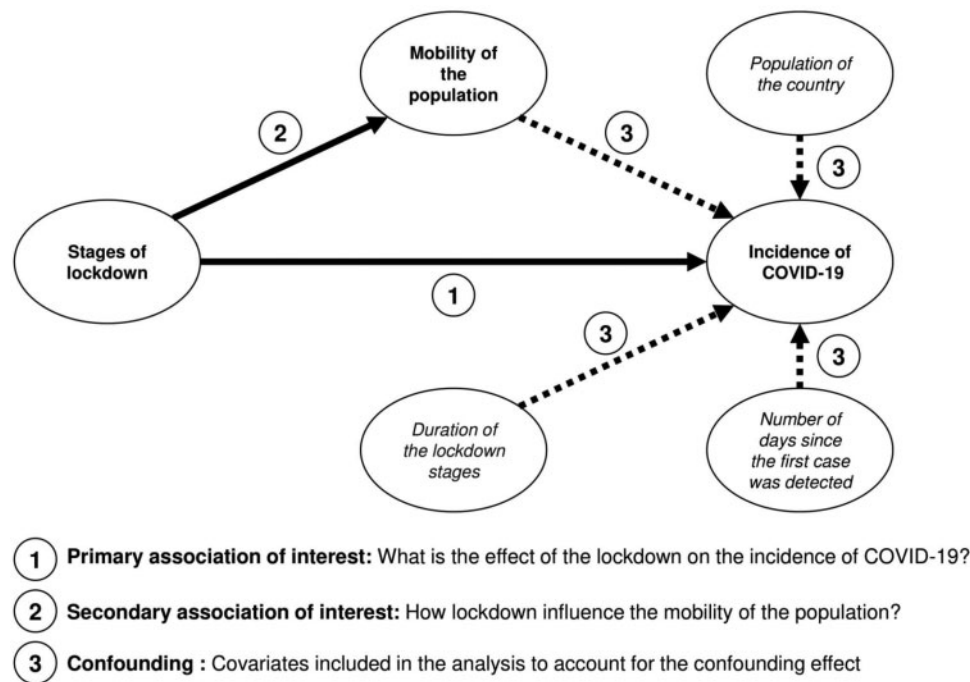 Mobility of
the
population
Population of
the country
2
3
3
Stages of
lockdown
Incidence of
COVID-19
1
3
3
Duration of
the lockdown
stages
Number of
days since
the first case
was detected
1 Primary association of interest: What is the effect of the lockdown on the incidence of COVID-19?
2 Secondary association of interest: How lockdown influence the mobility of the population?
3 Confounding : Covariates included in the analysis to account for the confounding effect